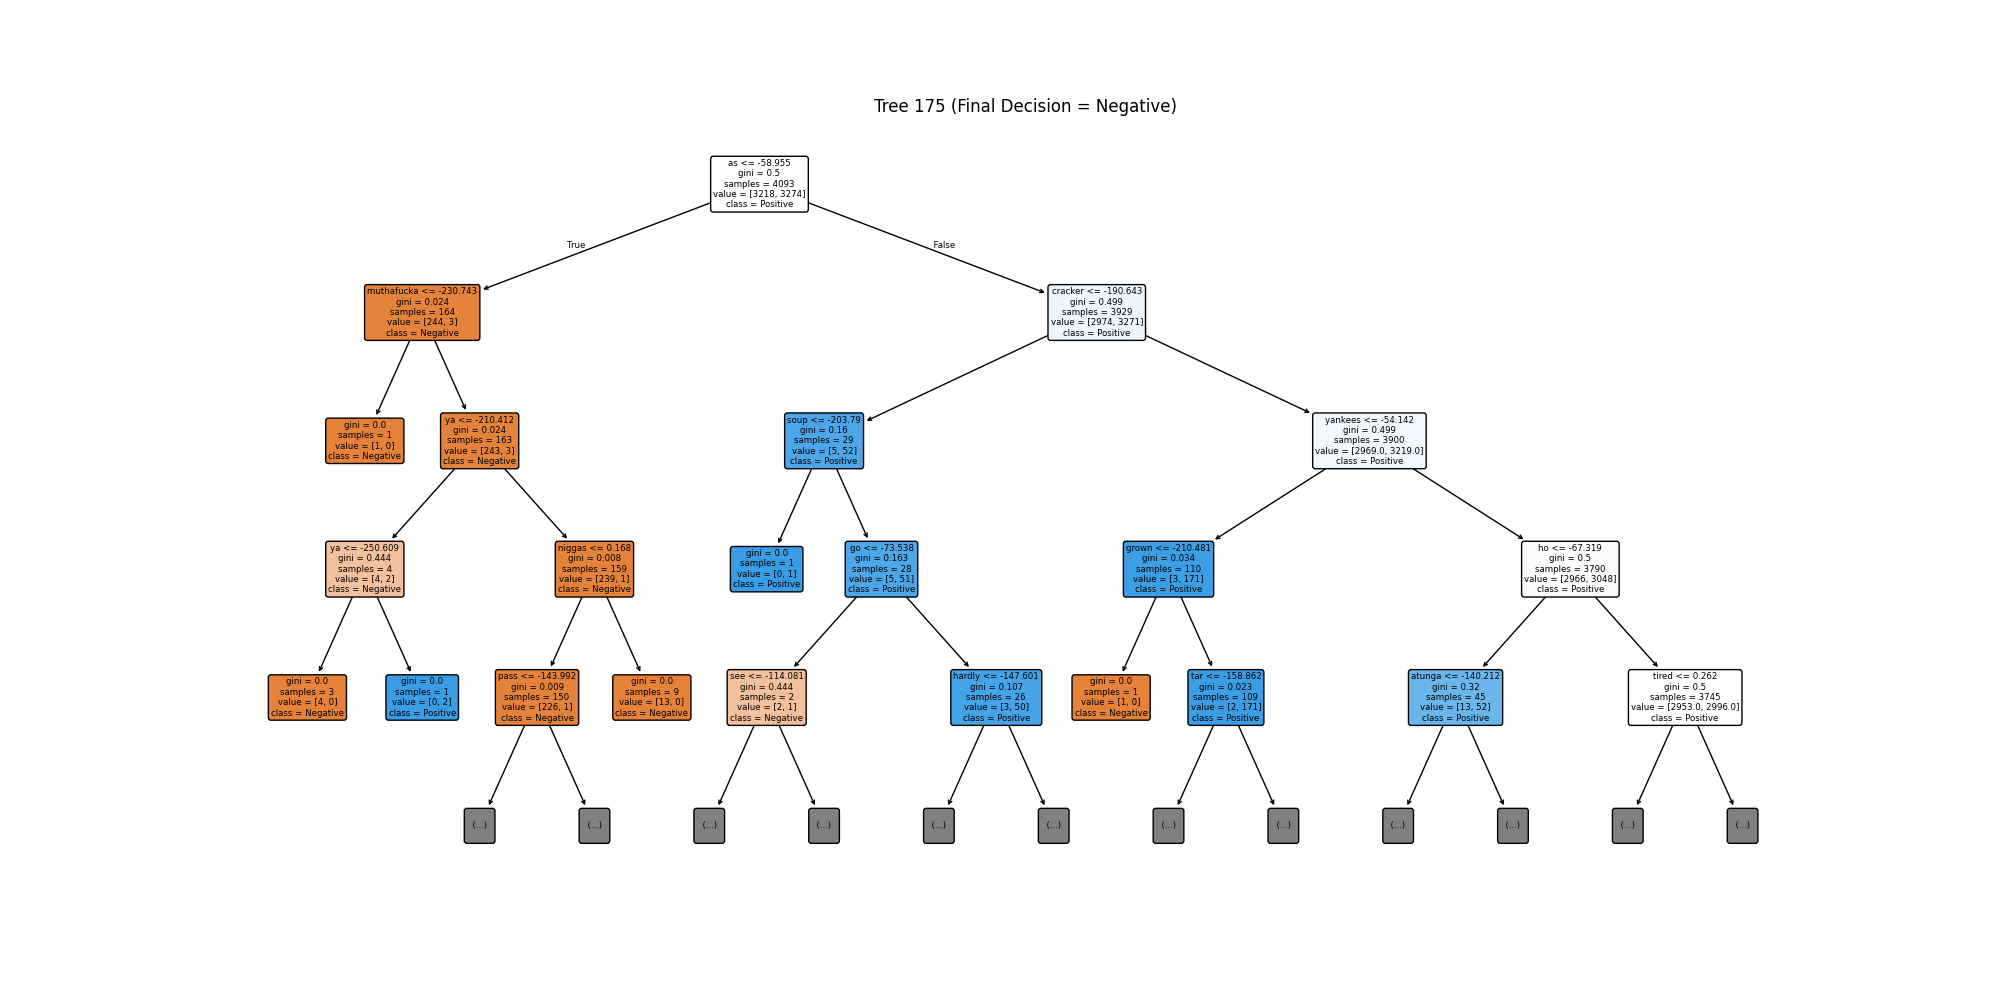 Tree 175 (Final Decision = Negative)
as <= -58.955
gini = 0.5
samples = 4093
value = [3218, 3274]
class = Positive
True
False
muthafucka <= -230.743
gini = 0.024
samples = 164
value = [244, 3]
class = Negative
cracker <= -190.643
gini = 0.499
samples = 3929
value = [2974, 3271]
class = Positive
gini = 0.0
samples = 1
value = [1, 0]
class = Negative
ya <= -210.412
gini = 0.024
samples = 163
value = [243, 3]
class = Negative
soup <= -203.79
gini = 0.16
samples = 29
value = [5, 52]
class = Positive
yankees <= -54.142
gini = 0.499
samples = 3900
value = [2969.0, 3219.0]
class = Positive
ya <= -250.609
gini = 0.444
samples = 4
value = [4, 2]
class = Negative
niggas <= 0.168
gini = 0.008
samples = 159
value = [239, 1]
class = Negative
gini = 0.0
samples = 1
value = [0, 1]
class = Positive
go <= -73.538
gini = 0.163
samples = 28
value = [5, 51]
class = Positive
grown <= -210.481
gini = 0.034
samples = 110
value = [3, 171]
class = Positive
ho <= -67.319
gini = 0.5
samples = 3790
value = [2966, 3048]
class = Positive
gini = 0.0
samples = 3
value = [4, 0]
class = Negative
gini = 0.0
samples = 1
value = [0, 2]
class = Positive
pass <= -143.992
gini = 0.009
samples = 150
value = [226, 1]
class = Negative
gini = 0.0
samples = 9
value = [13, 0]
class = Negative
see <= -114.081
gini = 0.444
samples = 2
value = [2, 1]
class = Negative
hardly <= -147.601
gini = 0.107
samples = 26
value = [3, 50]
class = Positive
gini = 0.0
samples = 1
value = [1, 0]
class = Negative
tar <= -158.862
gini = 0.023
samples = 109
value = [2, 171]
class = Positive
atunga <= -140.212
gini = 0.32
samples = 45
value = [13, 52]
class = Positive
tired <= 0.262
gini = 0.5
samples = 3745
value = [2953.0, 2996.0]
class = Positive
(...)
(...)
(...)
(...)
(...)
(...)
(...)
(...)
(...)
(...)
(...)
(...)